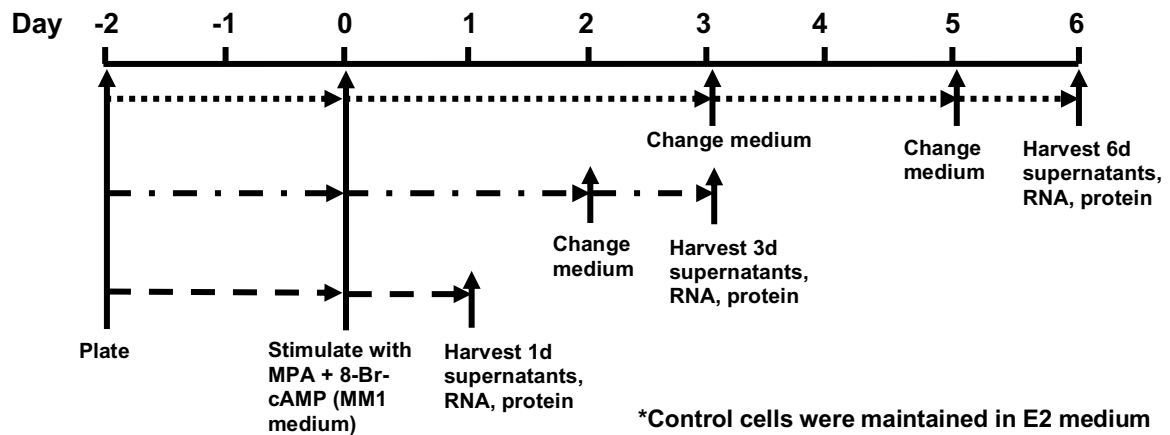 Day -2 -1 0 1 2 3 4 5 6
Change medium
Change
medium
Harvest 6d
supernatants,
RNA, protein
Change
medium
Harvest 3d
supernatants,
RNA, protein
Plate
Stimulate with
MPA + 8-Br-
cAMP (MM1
medium)
Harvest 1d
supernatants,
RNA, protein
*Control cells were maintained in E2 medium